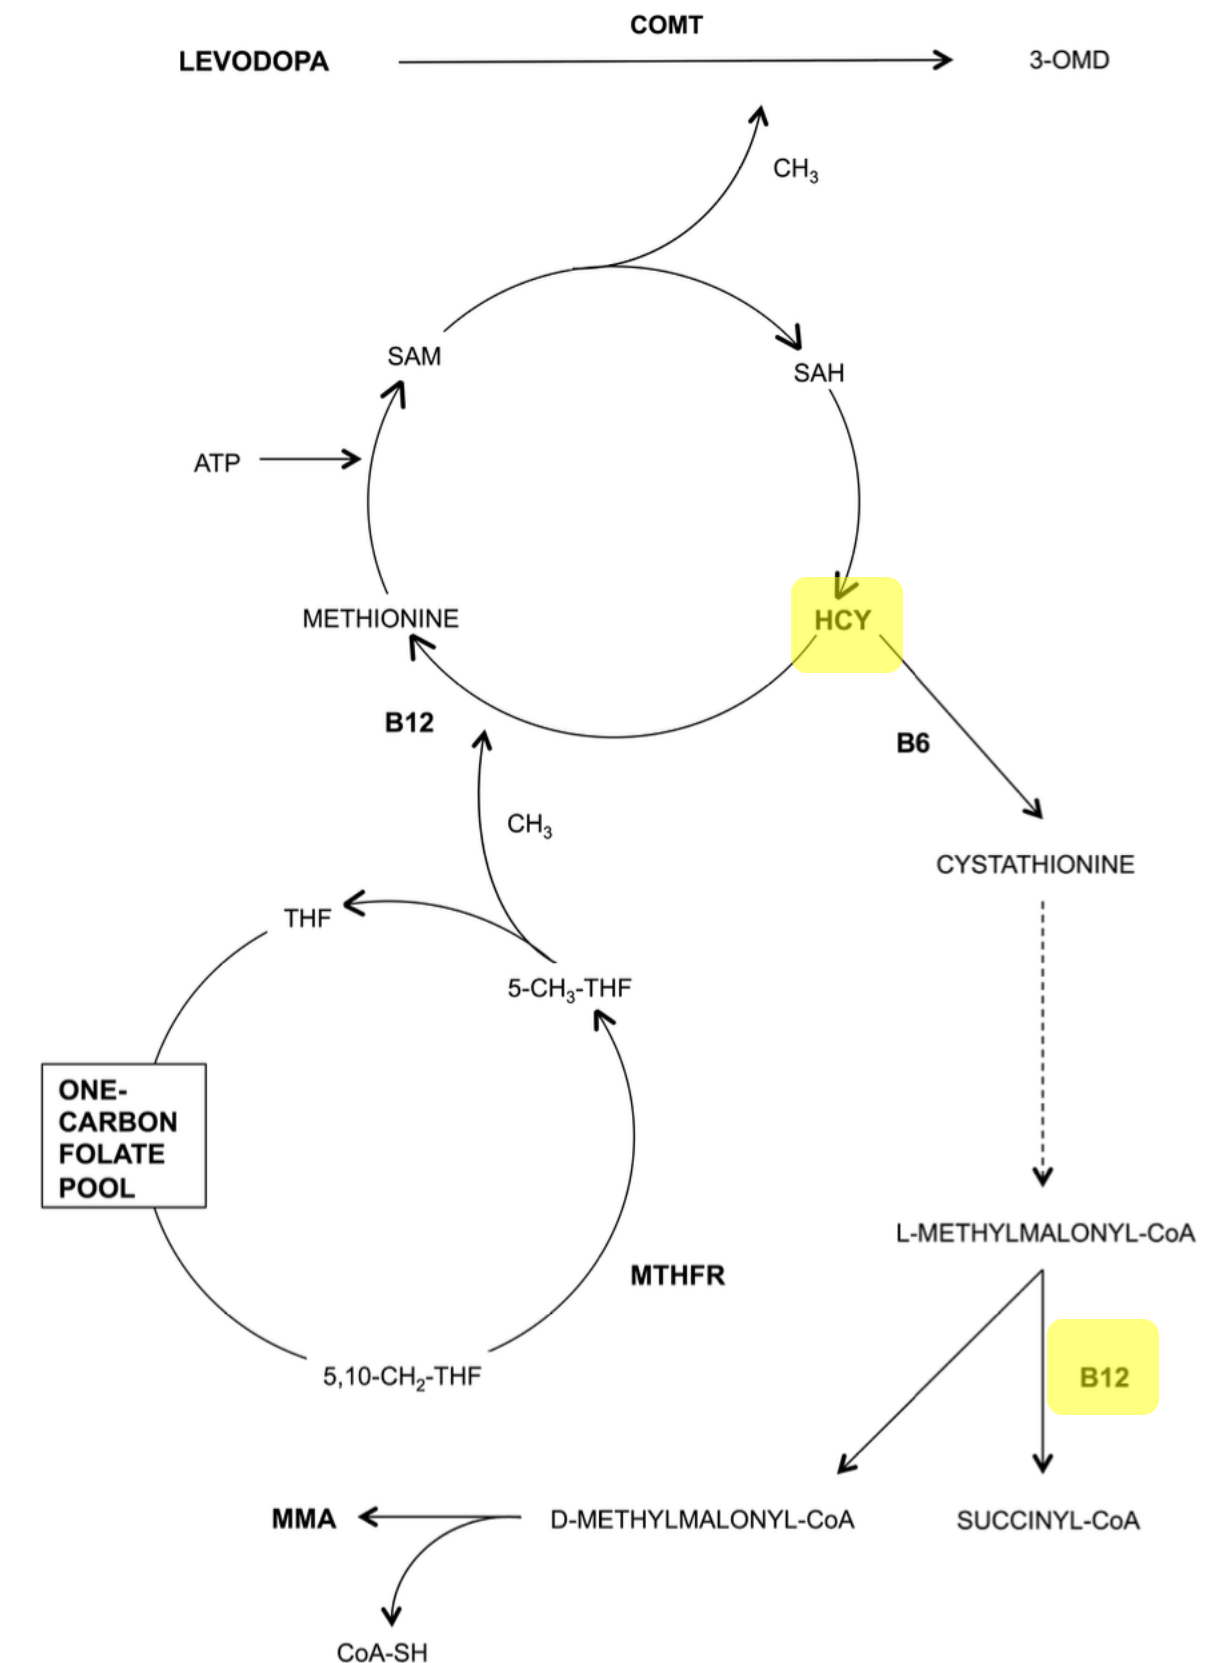 COMT
LEVODOPA
3-OMD
CH₃
SAM
SAH
ATP
METHIONINE
HCY
B12
B6
CH₃
CYSTATHIONINE
THF
5-CH₃-THF
ONE-
CARBON
FOLATE
POOL
L-METHYLMALONYL-CoA
MTHFR
5,10-CH₂-THF
B12
MMA
D-METHYLMALONYL-CoA
SUCCINYL-CoA
CoA-SH